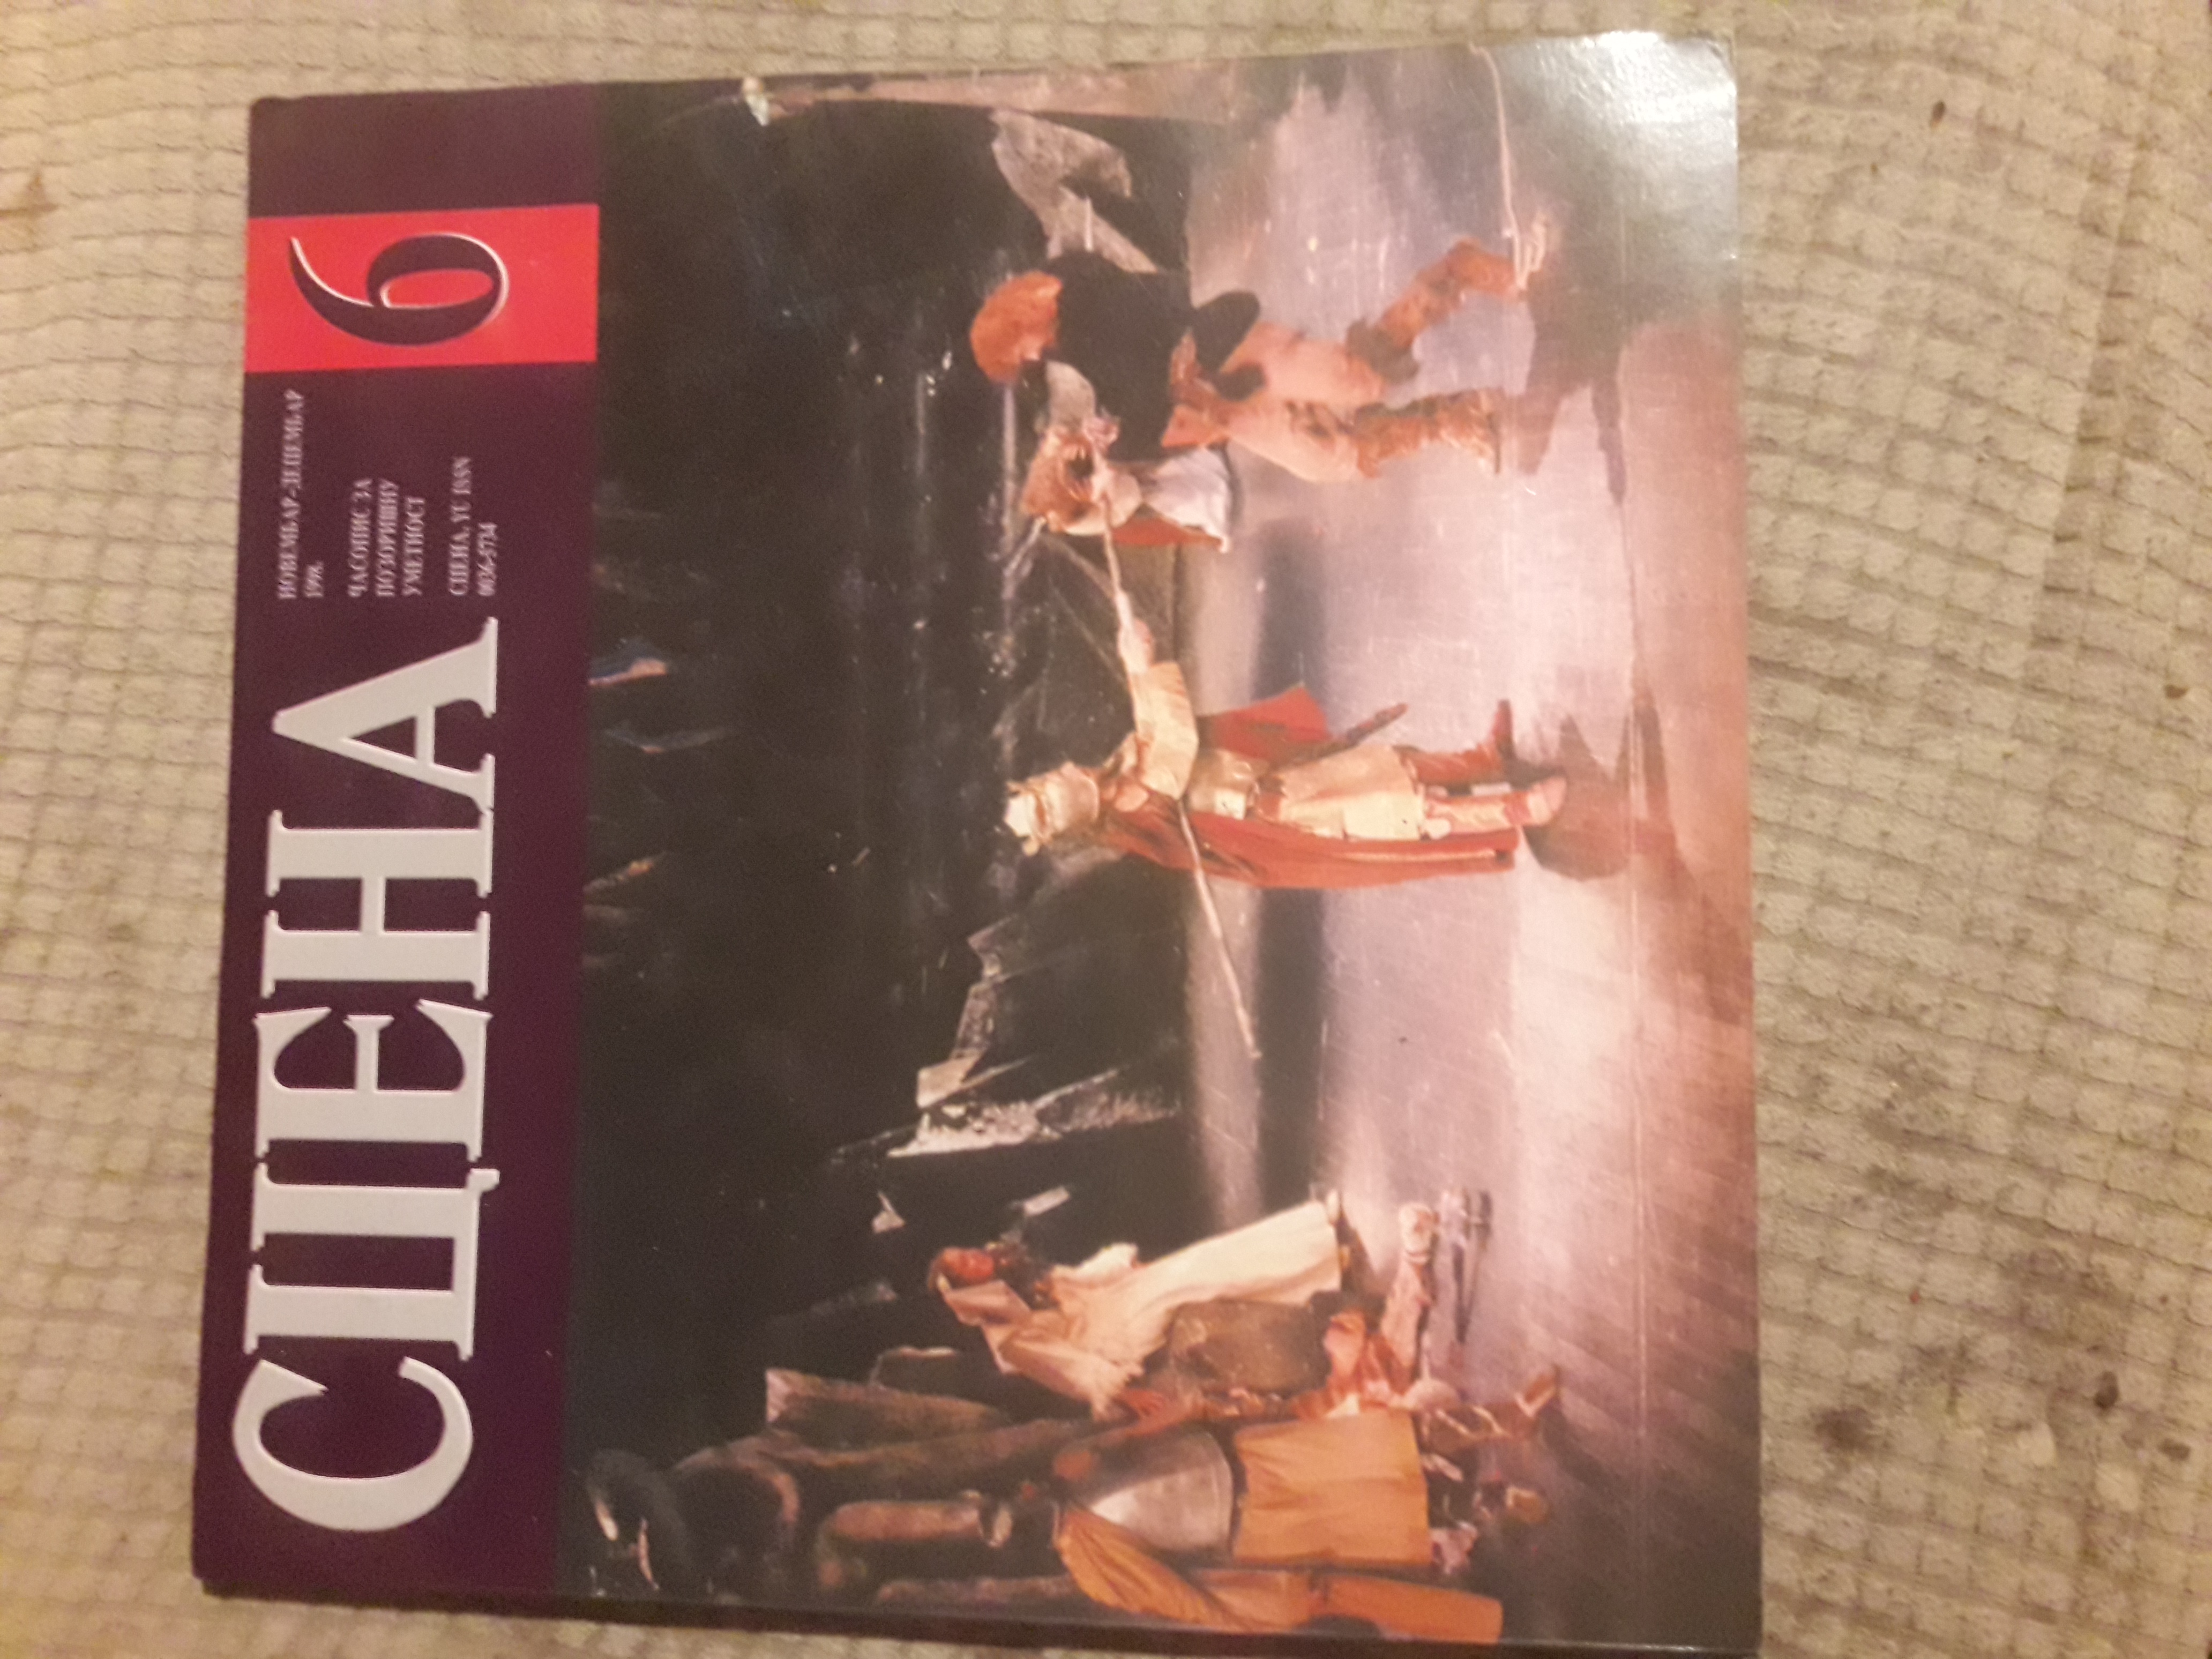 СЦЕНА
НОВЕМБАР-ДЕЦЕМБАР
1998.
ЧАСОПИС ЗА
ПОЗОРИШНУ
УМЕТНОСТ
СЦЕНА, YU ISSN
0036-5734
6